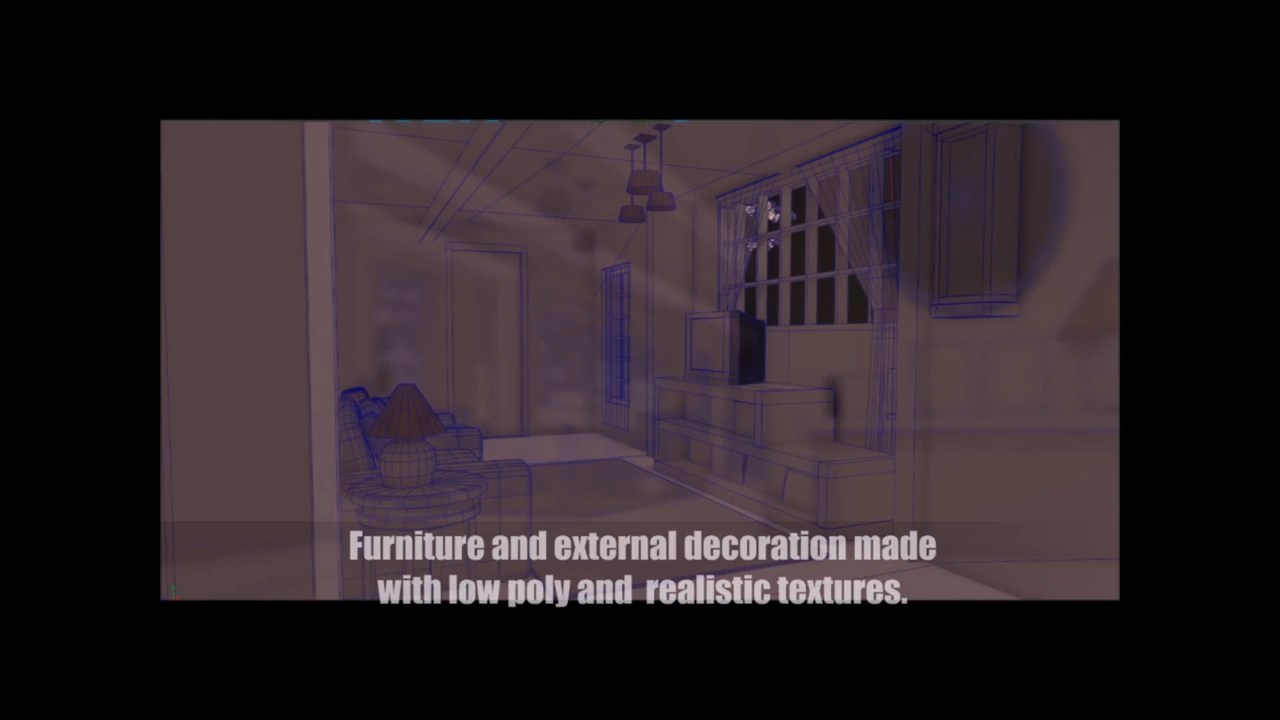 Furniture and external decoration made
with low poly and realistic textures.